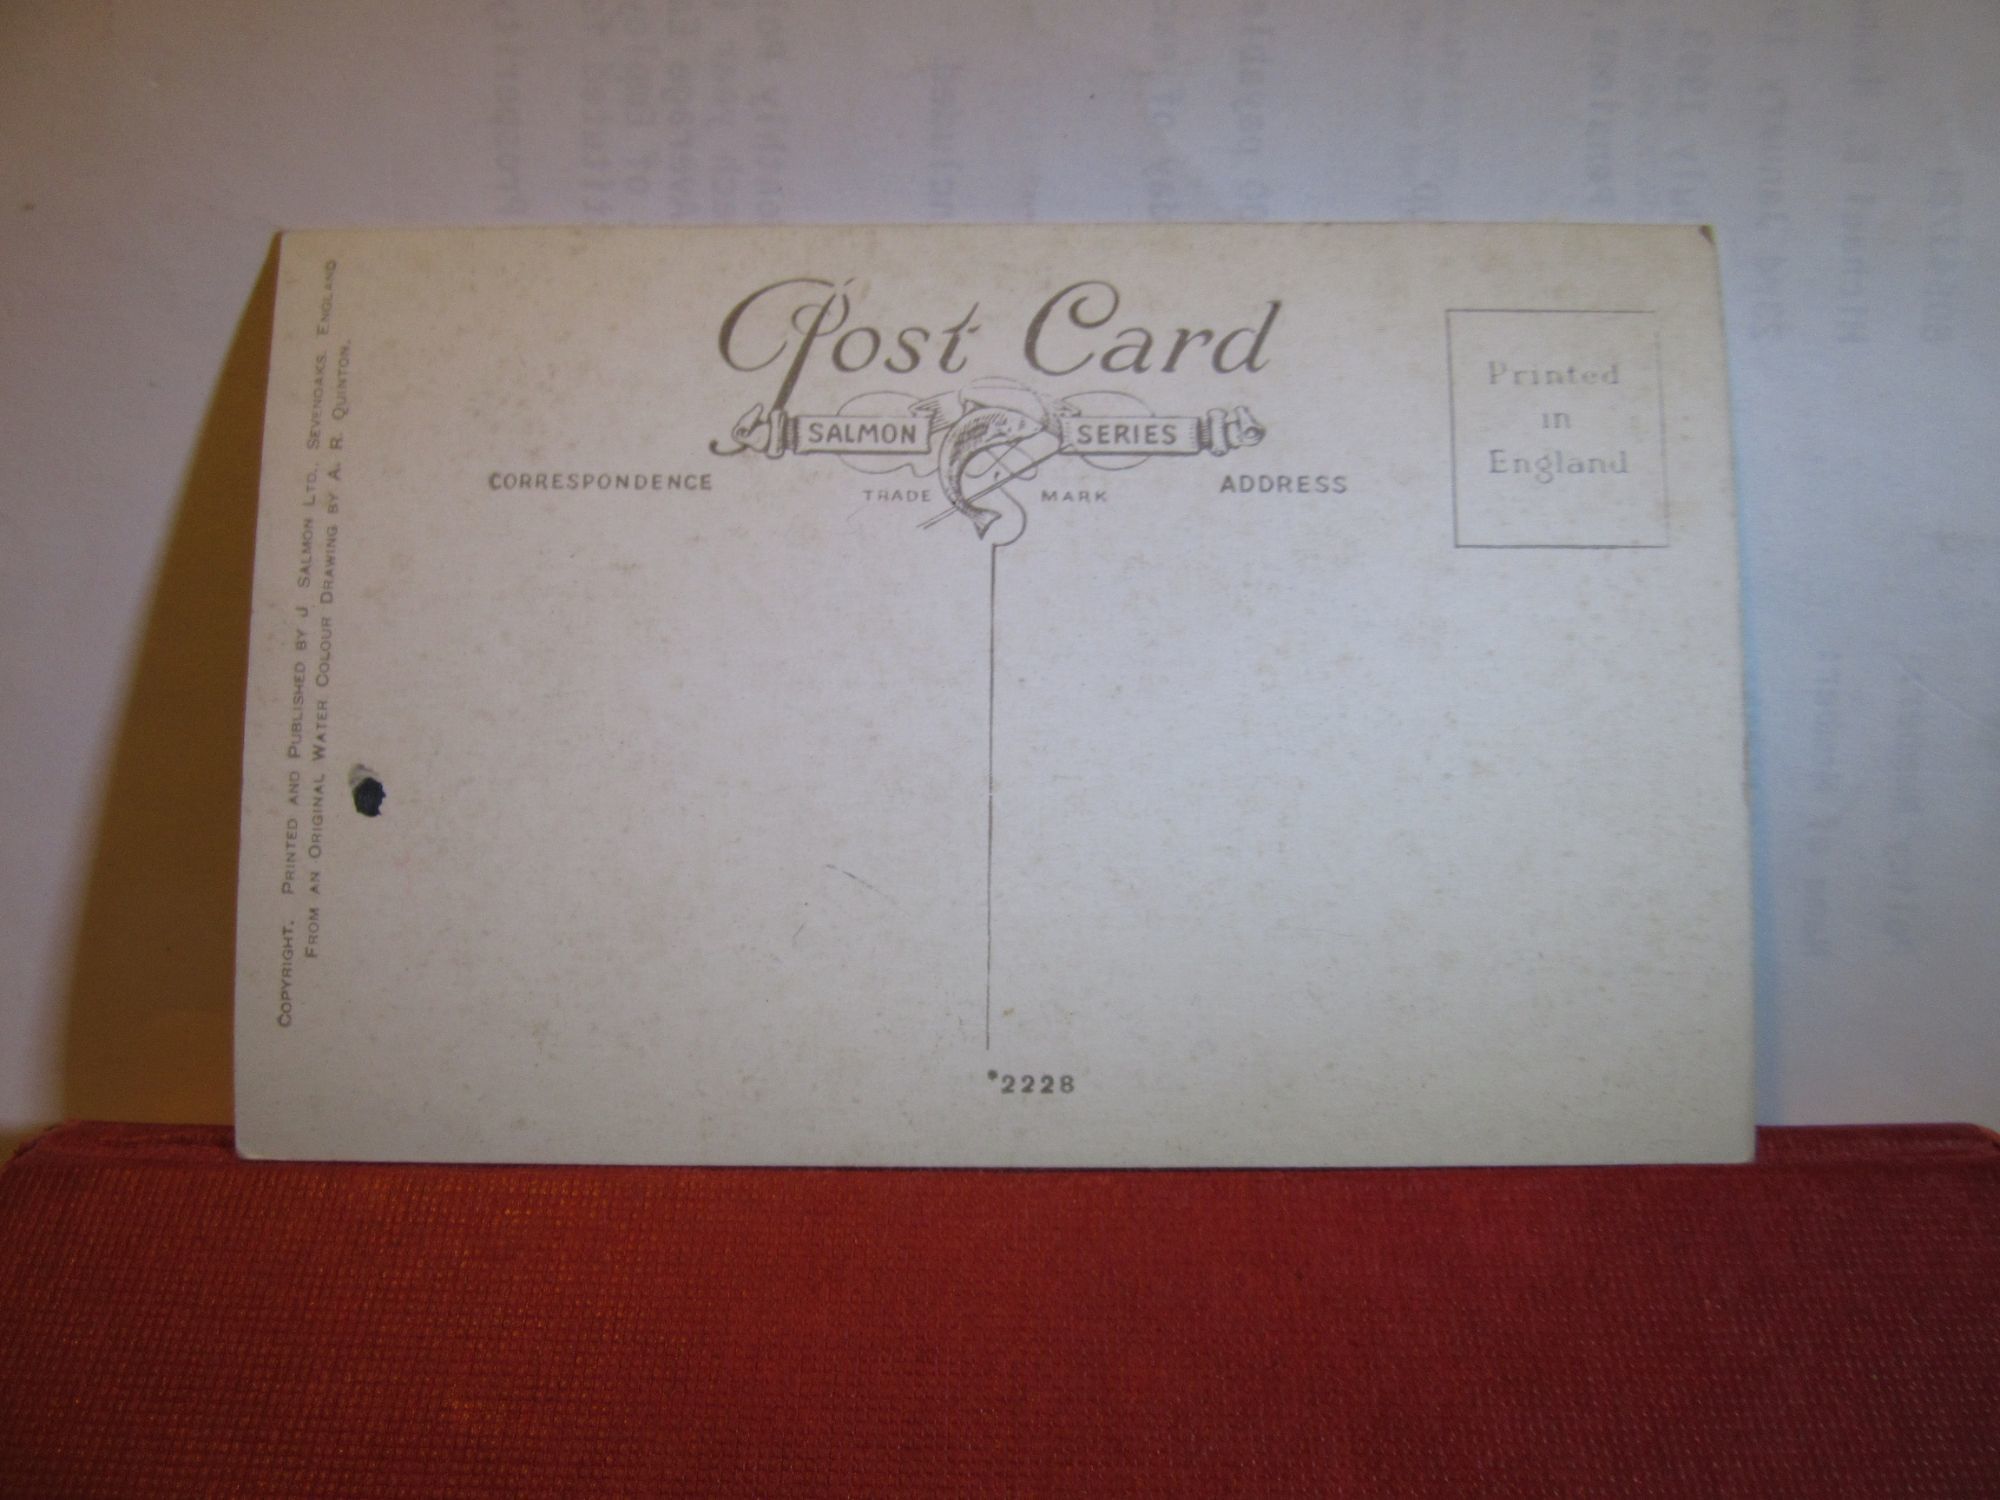 Post Card
SALMON SERIES
CORRESPONDENCE
TRADE MARK
ADDRESS
Printed
in
England
COPYRIGHT. PRINTED AND PUBLISHED BY J SALMON LTD., SEVENOAKS. ENGLAND
FROM AN ORIGINAL WATER COLOUR DRAWING BY A. R. QUINTON.
*2228